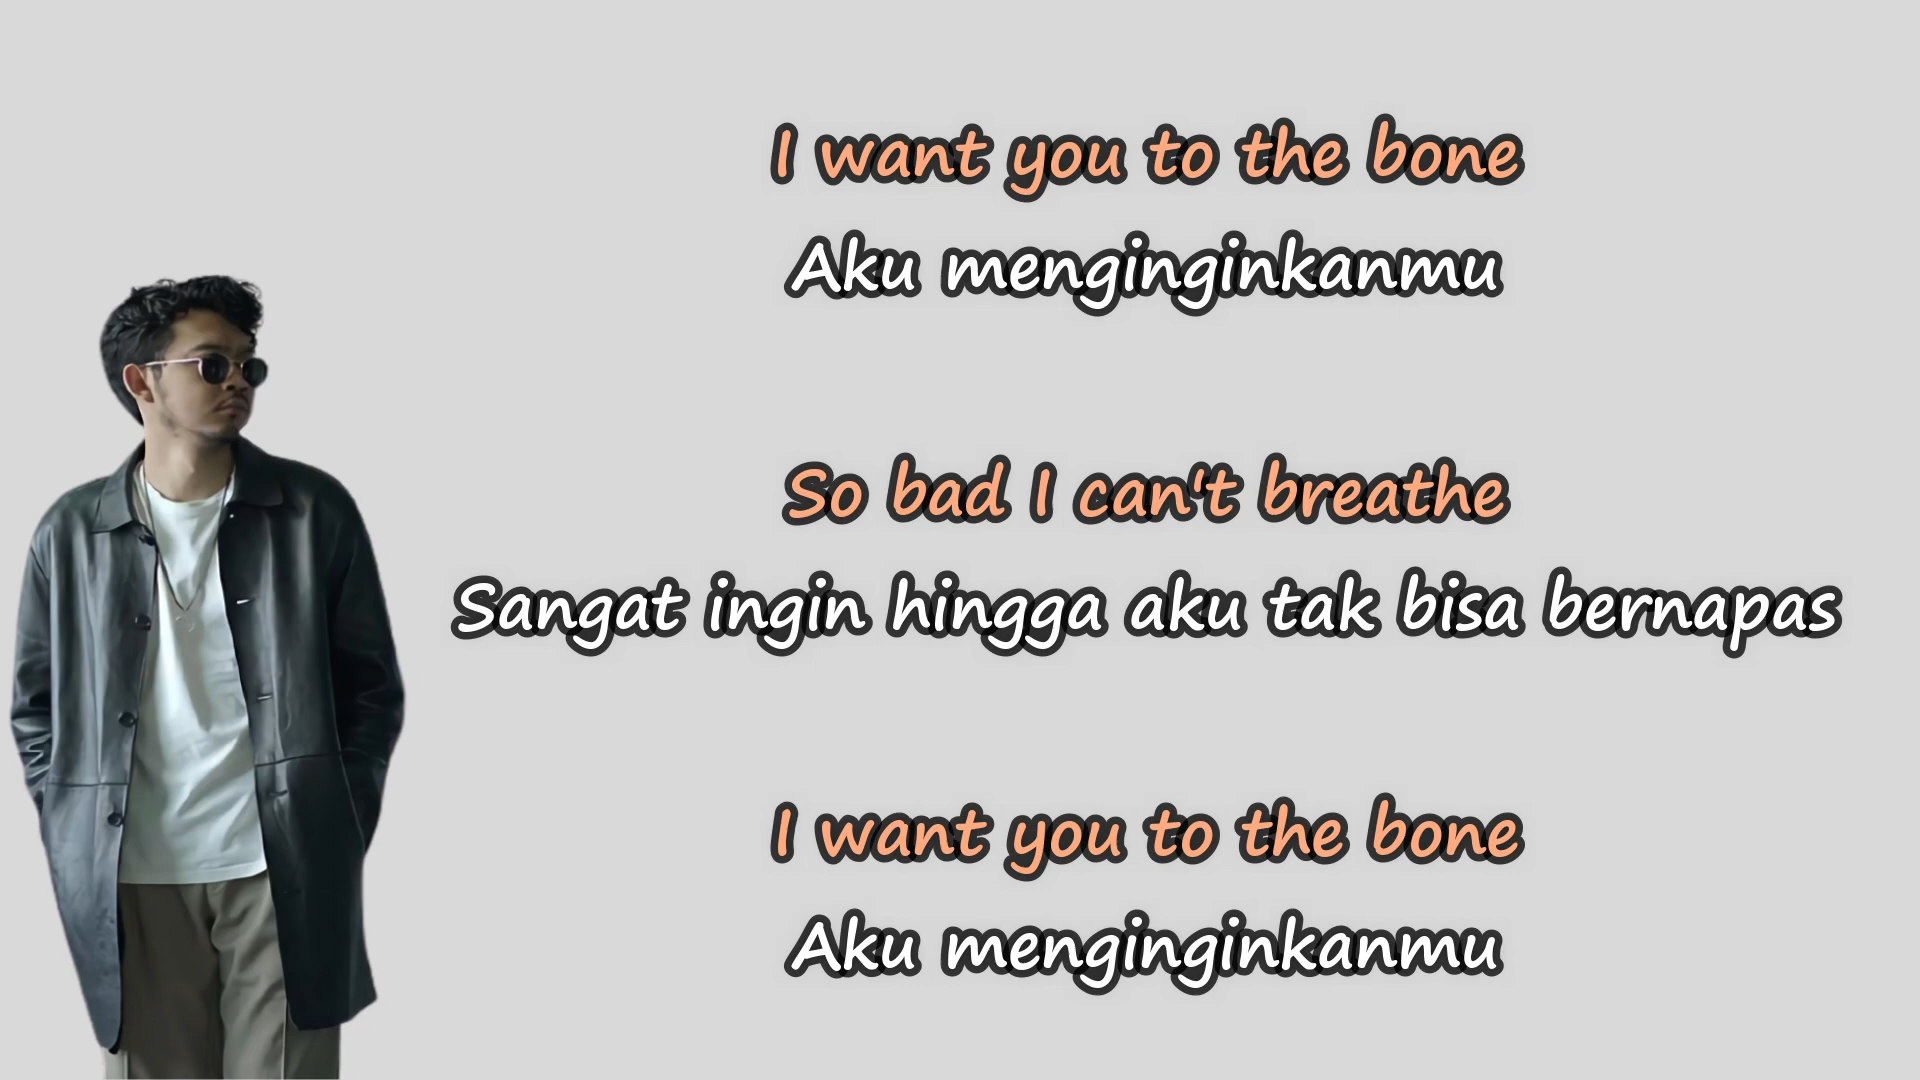 I want you to the bone
Aku menginginkanmu
So bad I can't breathe
Sangat ingin hingga aku tak bisa bernapas
I want you to the bone
Aku menginginkanmu